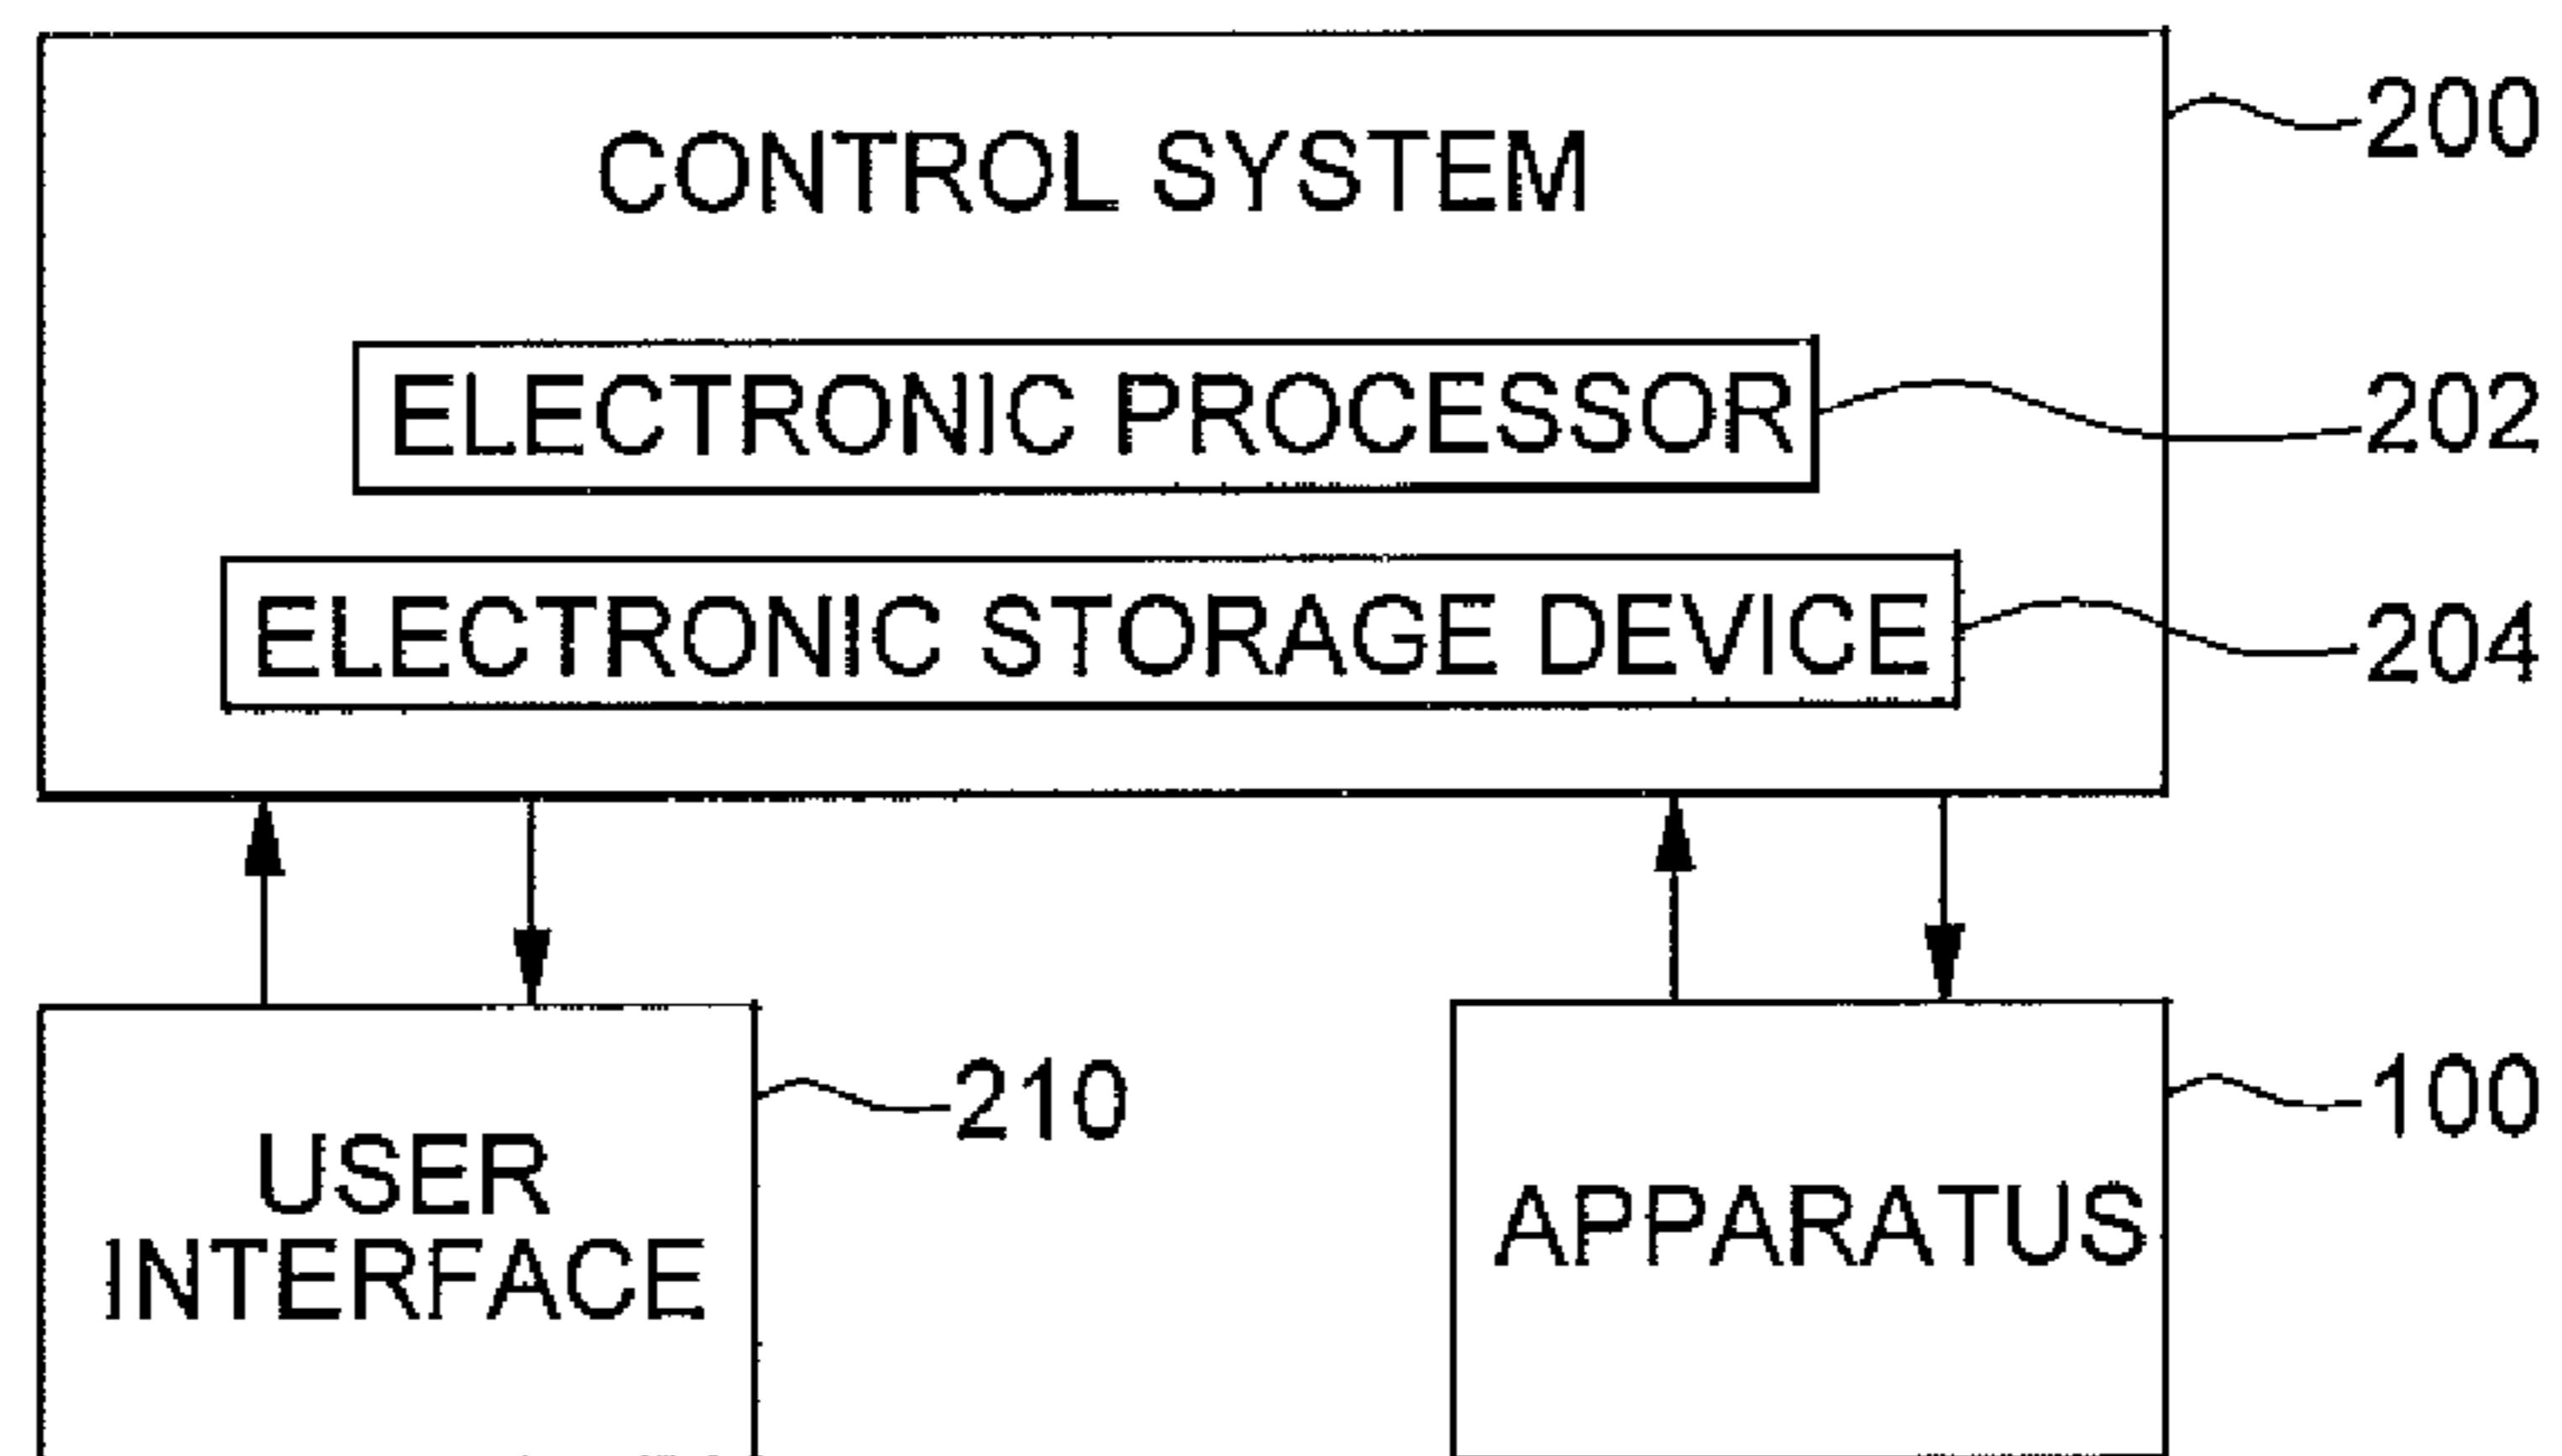 CONTROL SYSTEM
200
ELECTRONIC PROCESSOR
202
ELECTRONIC STORAGE DEVICE
204
USER
INTERFACE
210
APPARATUS
100